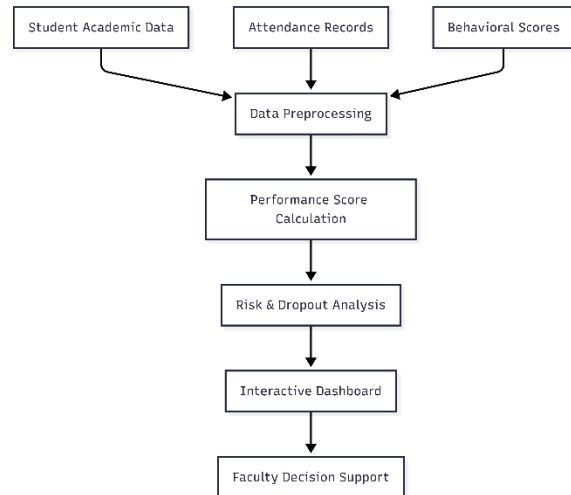 Student Academic Data
Attendance Records
Behavioral Scores
Data Preprocessing
Performance Score
Calculation
Risk & Dropout Analysis
Interactive Dashboard
Faculty Decision Support